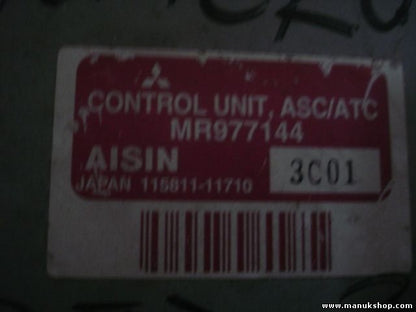 CONTROL UNIT, ASC/ATC
MR977144
AISIN
3C01
JAPAN 115811-11710
www.manukshop.com